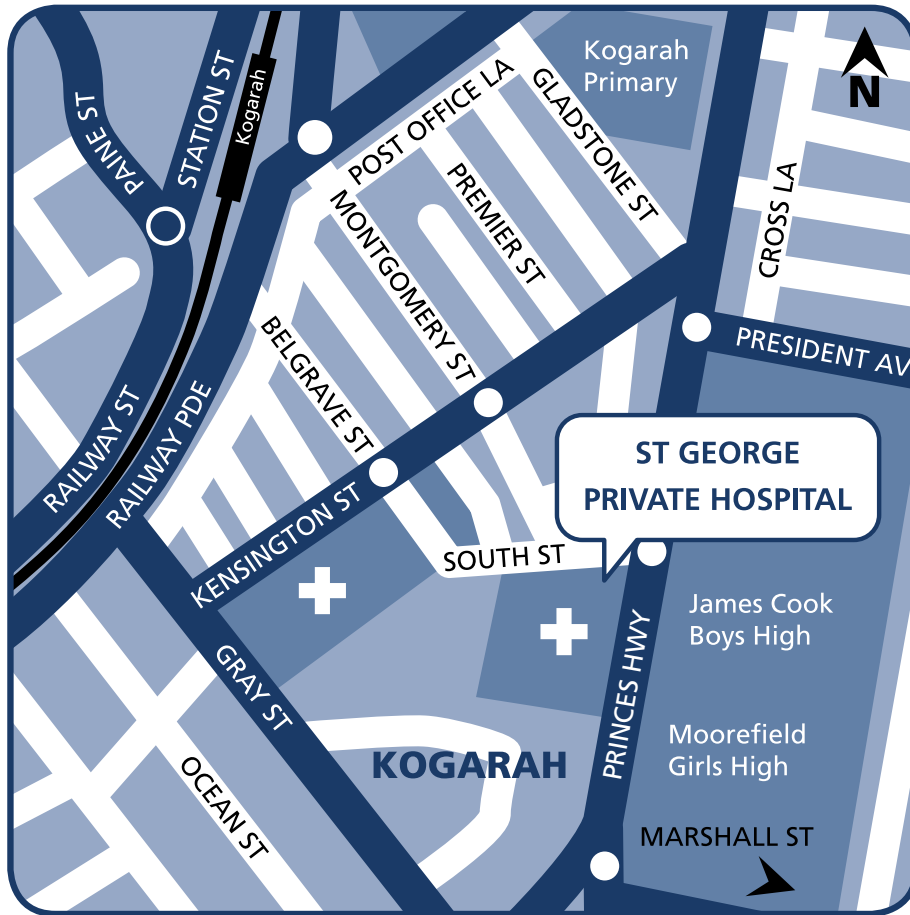 Kogarah
Primary
N
STATION ST
Kogarah
PAINE ST
POST OFFICE LA
GLADSTONE ST
PREMIER ST
MONTGOMERY ST
CROSS LA
BELGRAVE ST
PRESIDENT AV
RAILWAY ST
RAILWAY PDE
ST GEORGE
PRIVATE HOSPITAL
KENSINGTON ST
SOUTH ST
James Cook
Boys High
PRINCES HWY
GRAY ST
Moorefield
Girls High
KOGARAH
OCEAN ST
MARSHALL ST